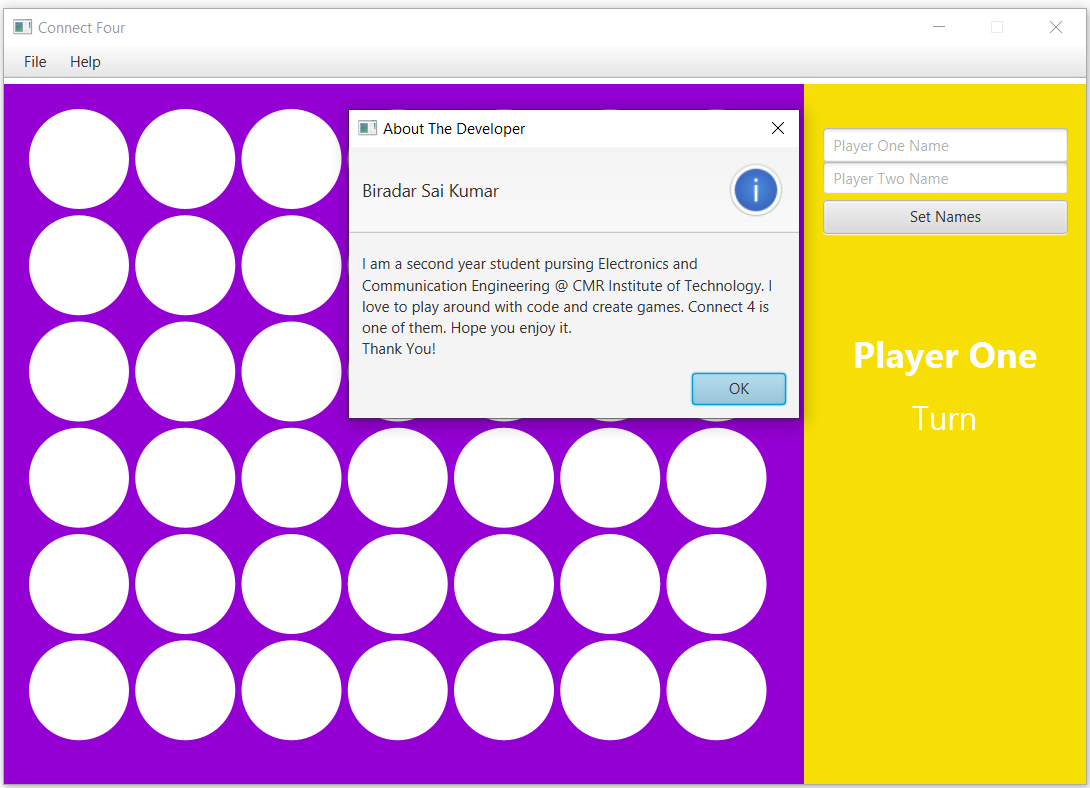 Connect Four
File Help
About The Developer
Biradar Sai Kumar
I am a second year student pursing Electronics and
Communication Engineering @ CMR Institute of Technology. I
love to play around with code and create games. Connect 4 is
one of them. Hope you enjoy it.
Thank You!
OK
Player One Name
Player Two Name
Set Names
Player One
Turn